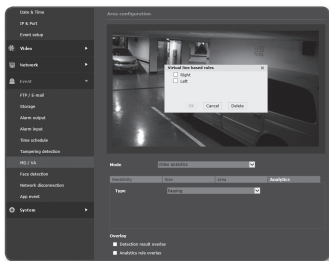 Date & Time
IP & Port
Event setup
Video
Network
Event
FTP / E-mail
Storage
Alarm output
Alarm input
Time schedule
Tampering detection
MD / VA
Face detection
Network disconnection
App event
System
Area configuration
Virtual line based rules
Right
Left
OK Cancel Delete
Mode Video analytics
Sensitivity Size Area Analytics
Type Passing
Overlay
Detection result overlay
Analytics rule overlay